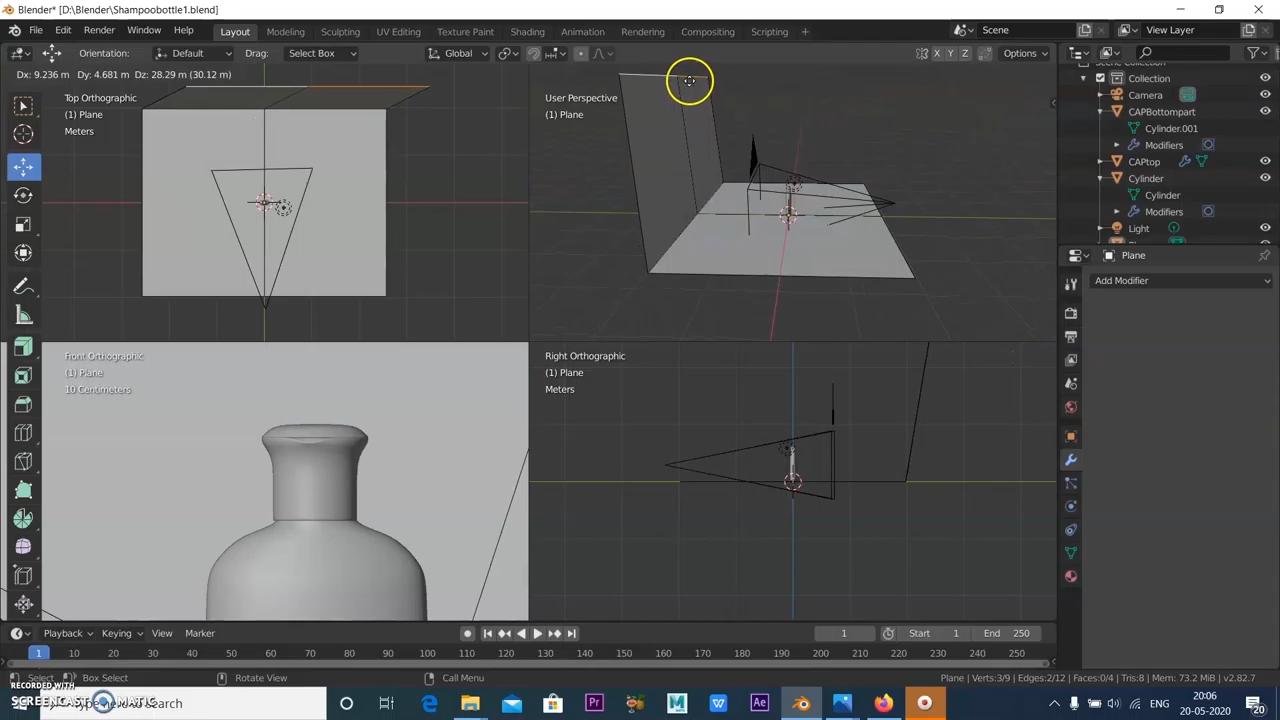 Blender* [D:\Blender\Shampoobottle1.blend]
File Edit Render Window Help Layout Modeling Sculpting UV Editing Texture Paint Shading Animation Rendering Compositing Scripting + Scene View Layer
Orientation: Default Drag: Select Box Global X Y Z Options
Dx: 9.236 m Dy: 4.681 m Dz: 28.29 m (30.12 m)
Top Orthographic
(1) Plane
Meters
User Perspective
(1) Plane
Front Orthographic
(1) Plane
10 Centimeters
Right Orthographic
(1) Plane
Meters
Collection
Camera
CAPBottompart
Cylinder.001
Modifiers
CAPtop
Cylinder
Cylinder
Modifiers
Light
Plane
Add Modifier
Playback Keying View Marker 1 Start 1 End 250
1 10 20 30 40 50 60 70 80 90 100 110 120 130 140 150 160 170 180 190 200 210 220 230 240 250
Select Box Select Rotate View Call Menu Plane | Verts:3/9 | Edges:2/12 | Faces:0/4 | Tris:8 | Mem: 73.2 MiB | v2.82.7
RECORDED WITH
SCREENCAST MATIC
here to search
ENG
20:06
20-05-2020
20